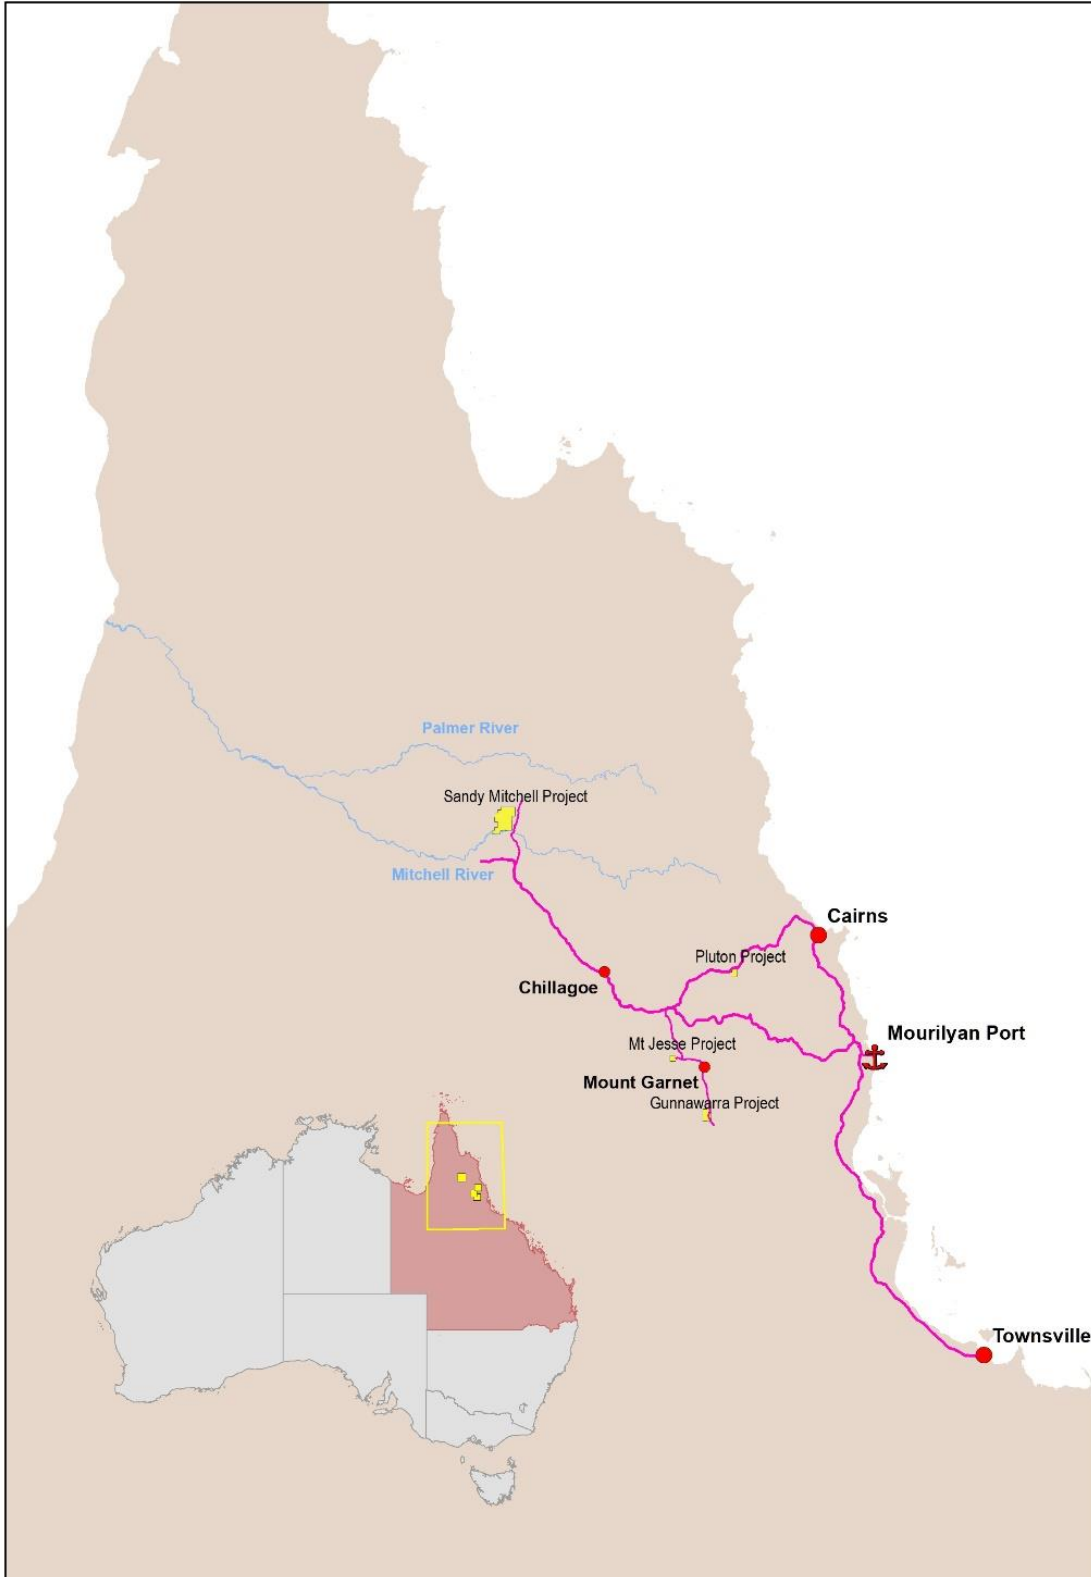 Palmer River
Sandy Mitchell Project
Mitchell River
Cairns
Pluton Project
Chillagoe
Mourilyan Port
Mt Jesse Project
Mount Garnet
Gunnawarra Project
Townsville